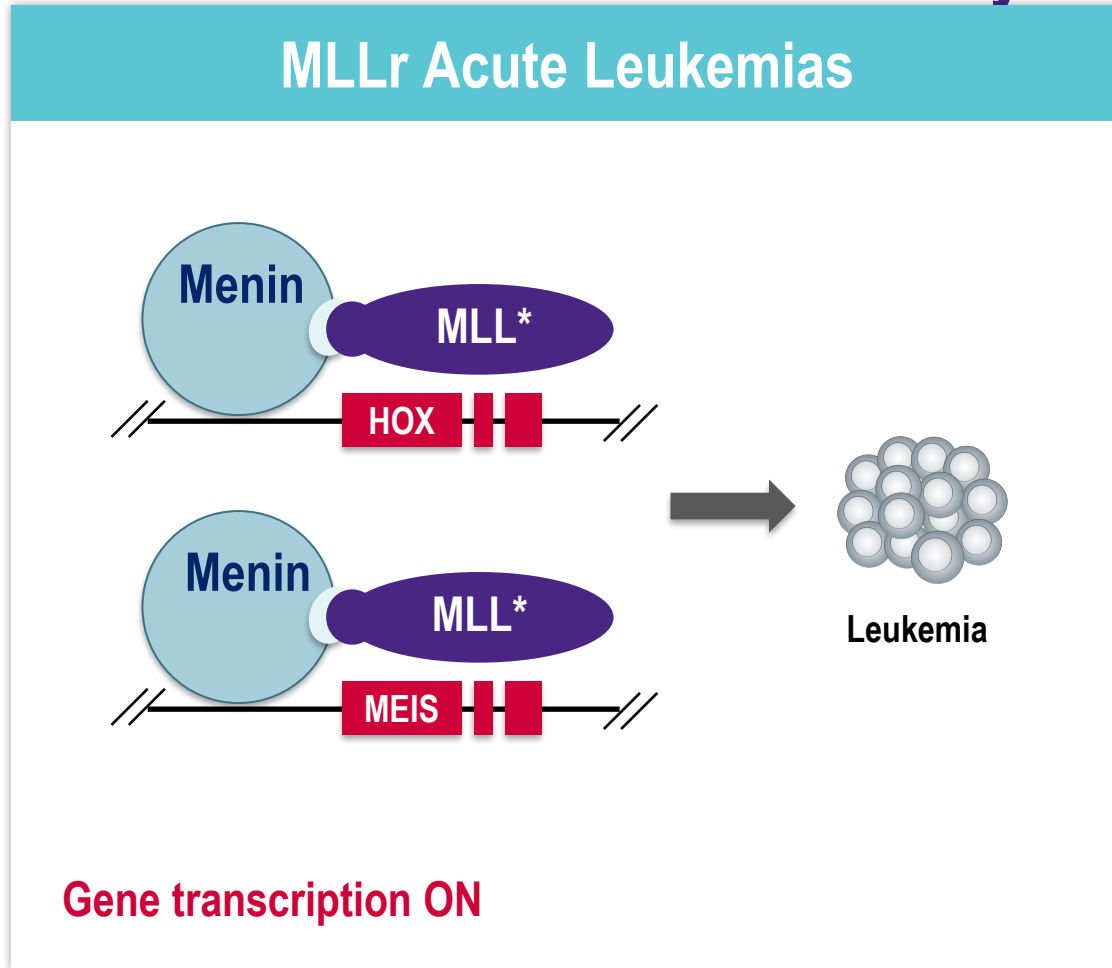 MLLr Acute Leukemias
Menin
MLL*
HOX
Menin
MLL*
MEIS
Leukemia
Gene transcription ON